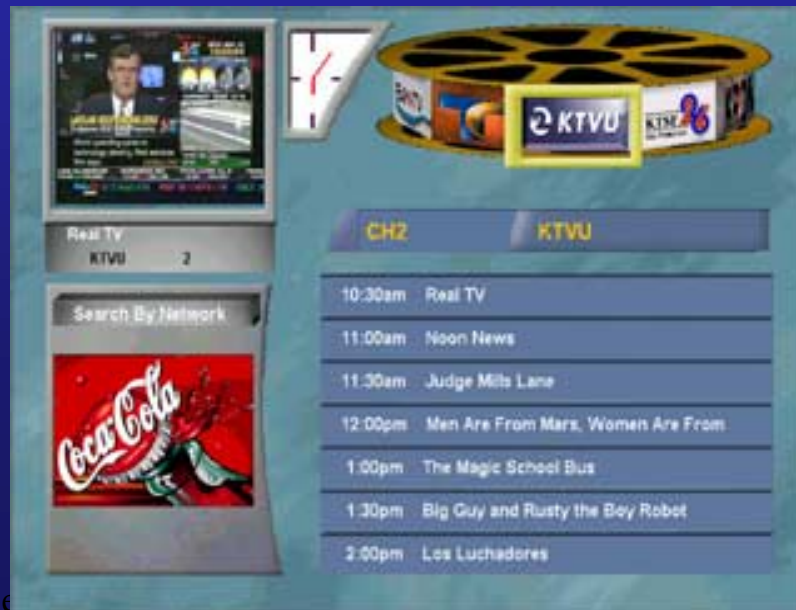 KTVU
KTSF 26
Real TV
KTVU 2
CH2 KTVU
Search By Network
Coca-Cola
10:30am Real TV
11:00am Noon News
11:30am Judge Mills Lane
12:00pm Men Are From Mars, Women Are From
1:00pm The Magic School Bus
1:30pm Big Guy and Rusty the Boy Robot
2:00pm Los Luchadores